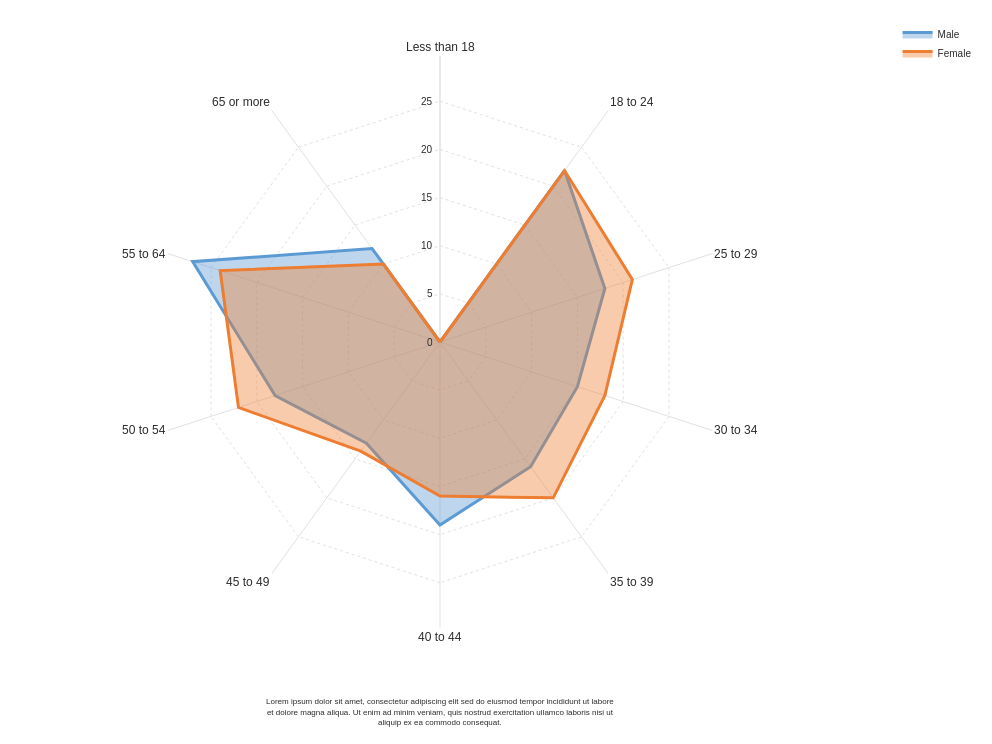 Less than 18
Male
Female
65 or more
18 to 24
25
20
15
10
5
0
55 to 64
25 to 29
50 to 54
30 to 34
45 to 49
35 to 39
40 to 44
Lorem ipsum dolor sit amet, consectetur adipiscing elit sed do eiusmod tempor incididunt ut labore
et dolore magna aliqua. Ut enim ad minim veniam, quis nostrud exercitation ullamco laboris nisi ut
aliquip ex ea commodo consequat.